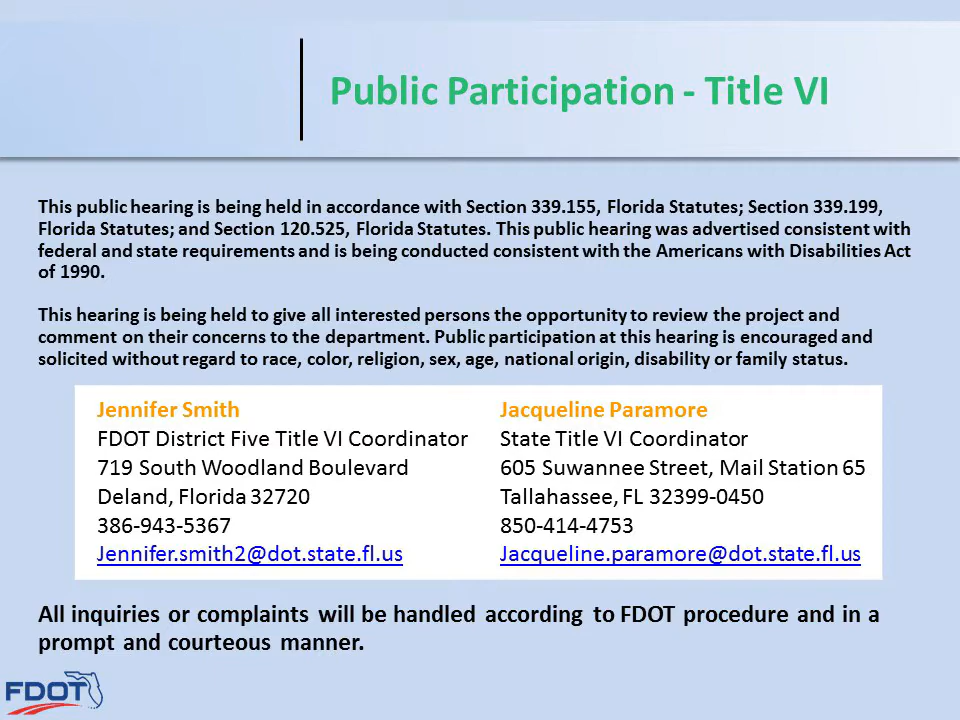 Public Participation - Title VI
This public hearing is being held in accordance with Section 339.155, Florida Statutes; Section 339.199,
Florida Statutes; and Section 120.525, Florida Statutes. This public hearing was advertised consistent with
federal and state requirements and is being conducted consistent with the Americans with Disabilities Act
of 1990.
This hearing is being held to give all interested persons the opportunity to review the project and
comment on their concerns to the department. Public participation at this hearing is encouraged and
solicited without regard to race, color, religion, sex, age, national origin, disability or family status.
Jennifer Smith
FDOT District Five Title VI Coordinator
719 South Woodland Boulevard
Deland, Florida 32720
386-943-5367
Jennifer.smith2@dot.state.fl.us
Jacqueline Paramore
State Title VI Coordinator
605 Suwannee Street, Mail Station 65
Tallahassee, FL 32399-0450
850-414-4753
Jacqueline.paramore@dot.state.fl.us
All inquiries or complaints will be handled according to FDOT procedure and in a
prompt and courteous manner.
FDOT